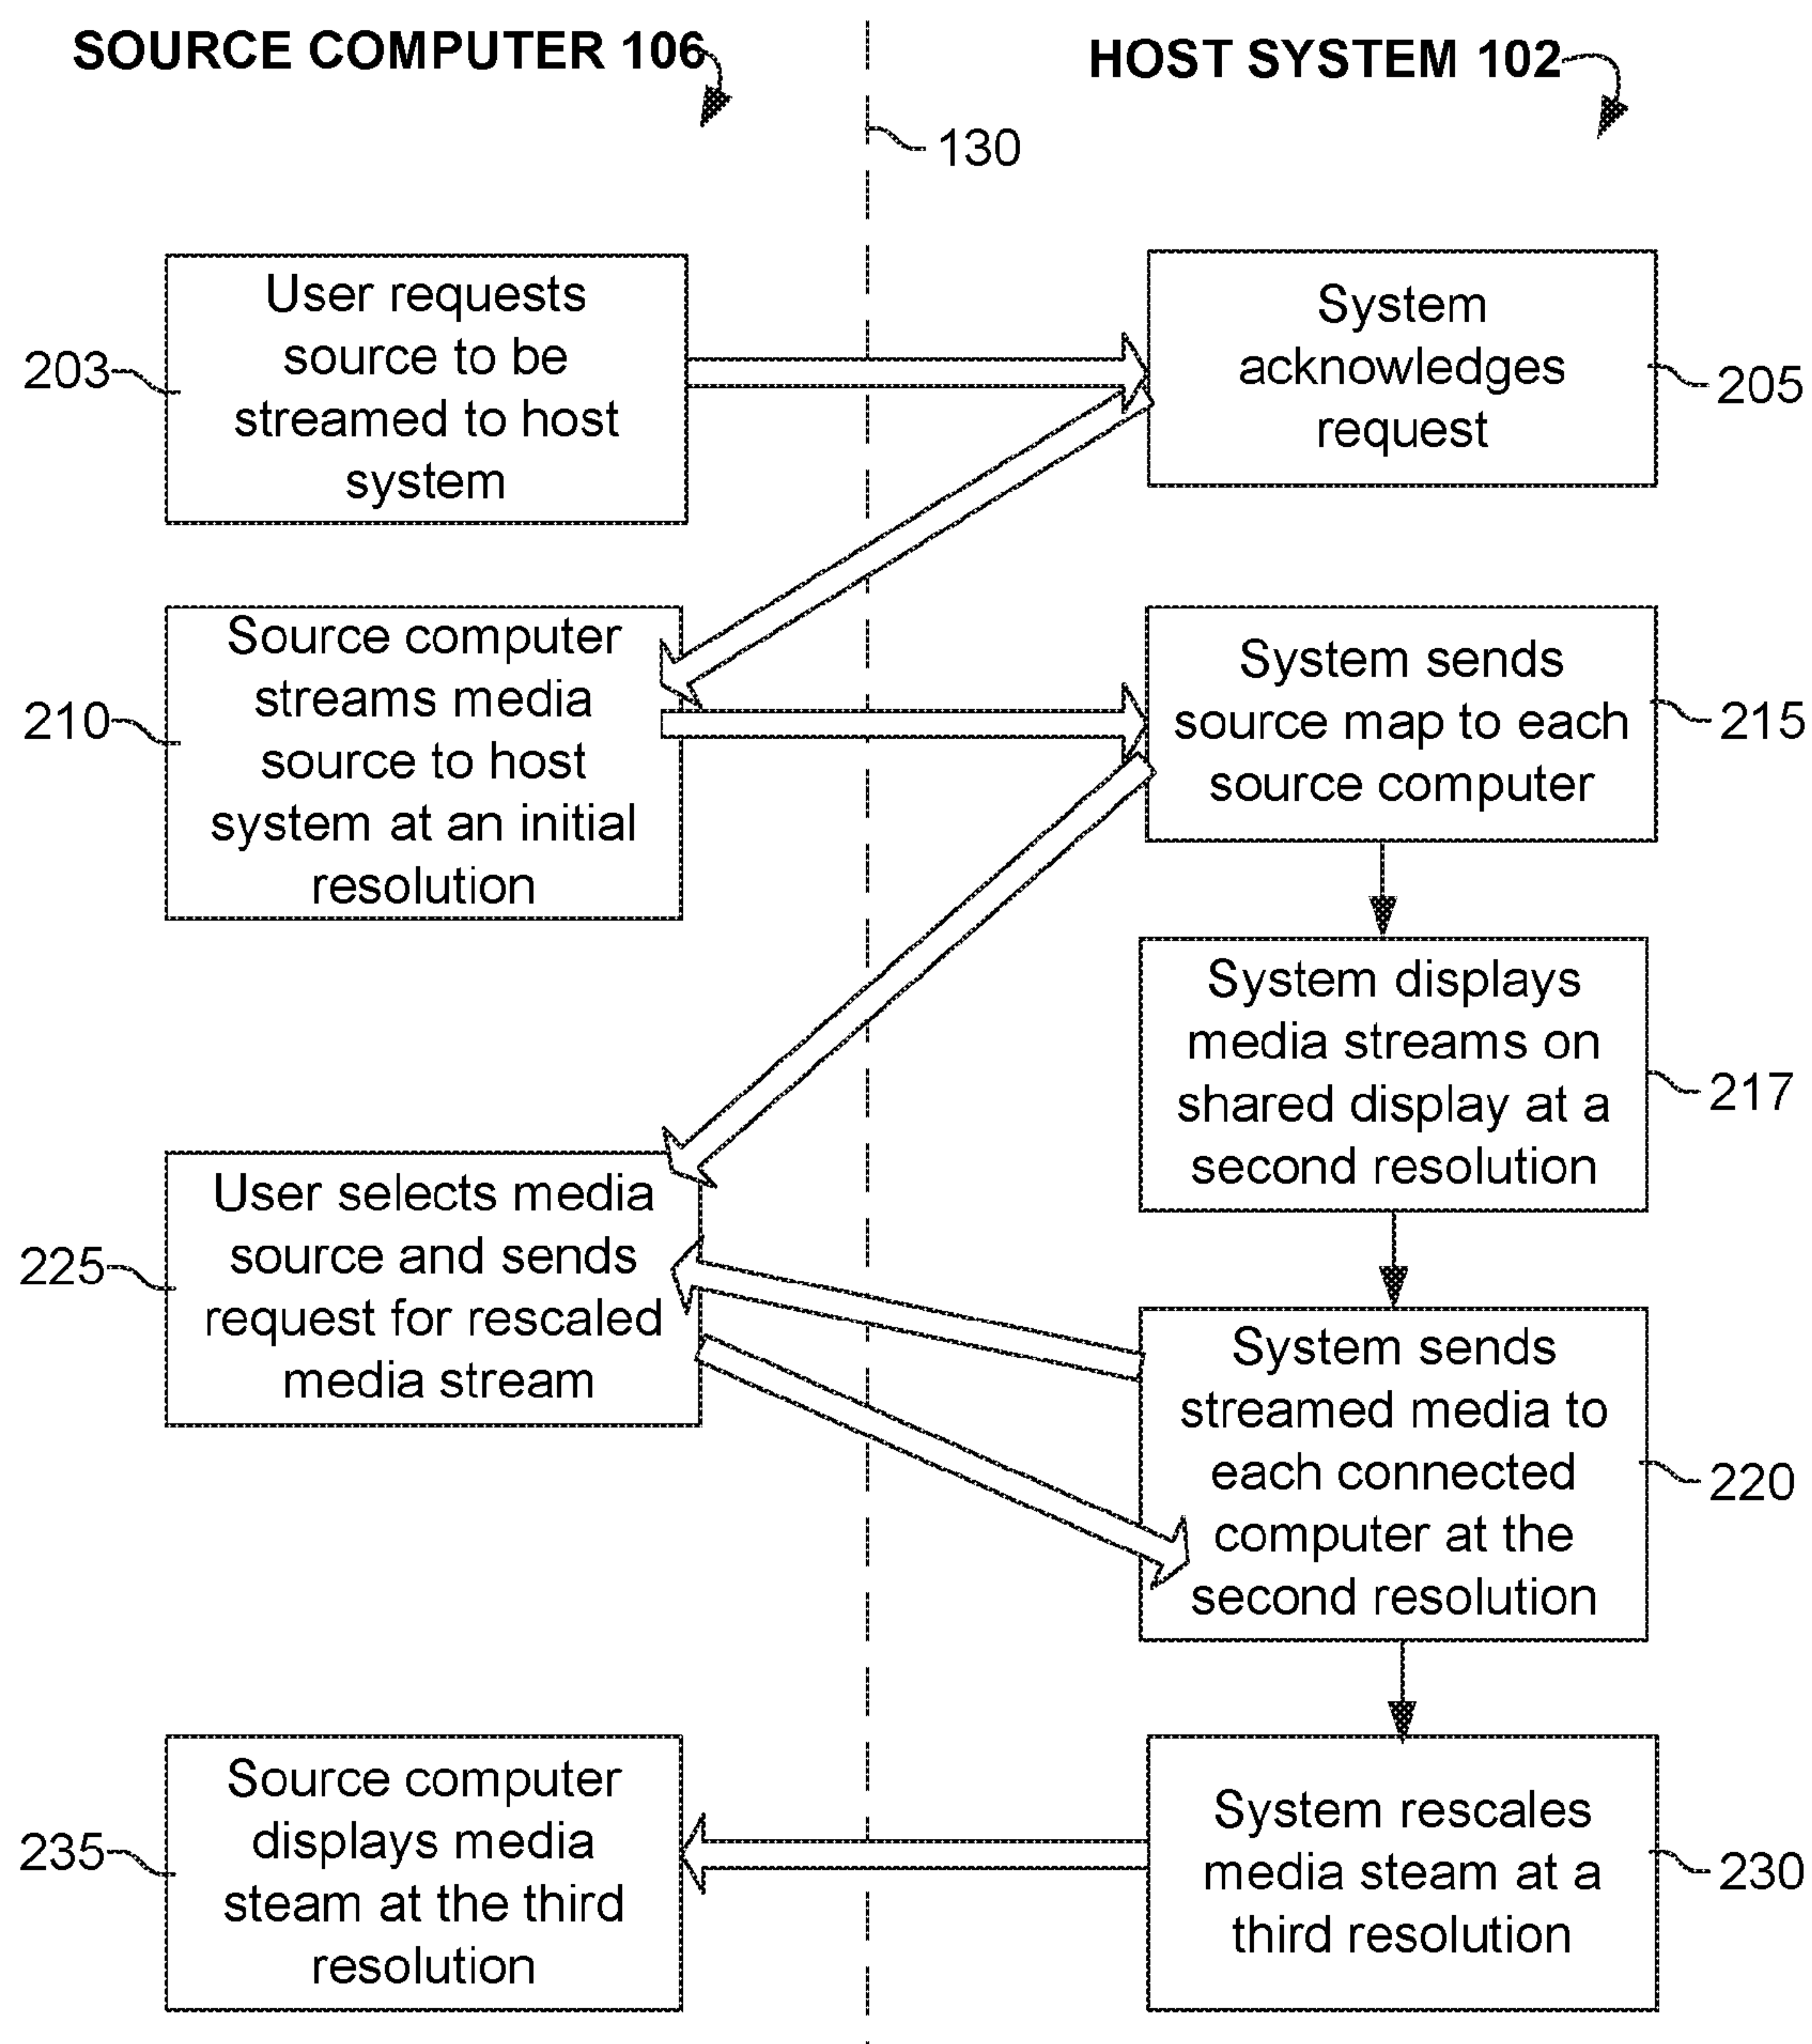 SOURCE COMPUTER 106
HOST SYSTEM 102
130
User requests
source to be
streamed to host
system
203
System
acknowledges
request
205
Source computer
streams media
source to host
system at an initial
resolution
210
System sends
source map to each
source computer
215
System displays
media streams on
shared display at a
second resolution
217
User selects media
source and sends
request for rescaled
media stream
225
System sends
streamed media to
each connected
computer at the
second resolution
220
Source computer
displays media
steam at the third
resolution
235
System rescales
media steam at a
third resolution
230